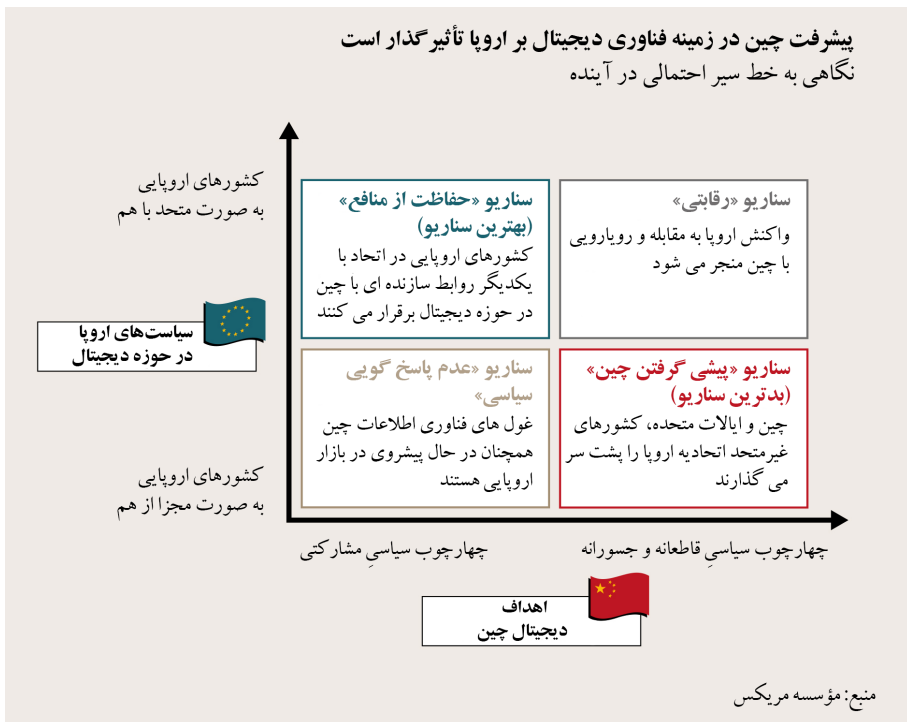 پیشرفت چین در زمینه فناوری دیجیتال بر اروپا تأثیرگذار است
نگاهی به خط سیر احتمالی در آینده
کشورهای اروپایی
به صورت متحد با هم
سناریو «رقابتی»
واکنش اروپا به مقابله و رویارویی
با چین منجر می شود
سناریو «حفاظت از منافع»
(بهترین سناریو)
کشورهای اروپایی در اتحاد با
یکدیگر روابط سازنده ای با چین
در حوزه دیجیتال برقرار می کنند
سیاست‌های اروپا
در حوزه دیجیتال
سناریو «پیشی گرفتن چین»
(بدترین سناریو)
چین و ایالات متحده، کشورهای
غیرمتحد اتحادیه اروپا را پشت سر
می گذارند
سناریو «عدم پاسخ گویی
سیاسی»
غول های فناوری اطلاعات چین
همچنان در حال پیشروی در بازار
اروپایی هستند
کشورهای اروپایی
به صورت مجزا از هم
چهارچوب سیاسیِ قاطعانه و جسورانه
چهارچوب سیاسیِ مشارکتی
اهداف
دیجیتال چین
منبع: مؤسسه مریکس